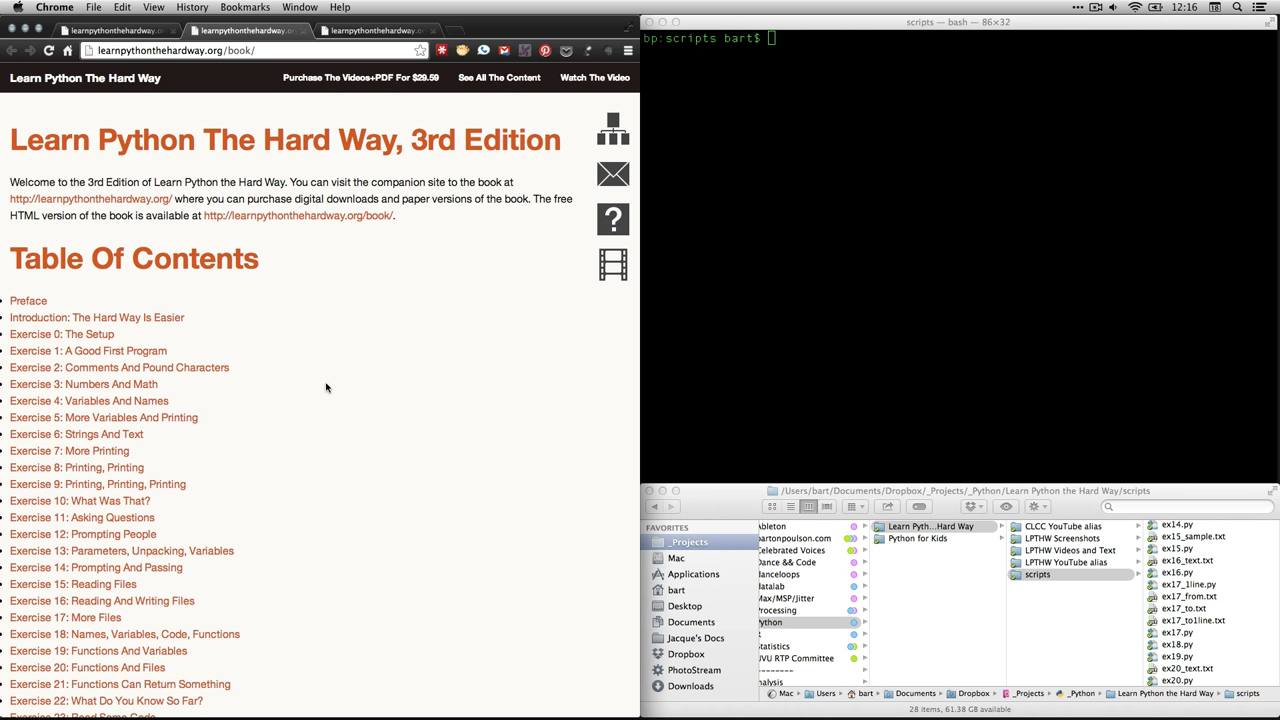 Chrome File Edit View History Bookmarks Window Help 12:16
learnpythonthehardway.org learnpythonthehardway.org learnpythonthehardway.org
learnpythonthehardway.org/book/
Learn Python The Hard Way Purchase The Videos+PDF For $29.59 See All The Content Watch The Video
Learn Python The Hard Way, 3rd Edition
Welcome to the 3rd Edition of Learn Python the Hard Way. You can visit the companion site to the book at
http://learnpythonthehardway.org/ where you can purchase digital downloads and paper versions of the book. The free
HTML version of the book is available at http://learnpythonthehardway.org/book/.
Table Of Contents
Preface
Introduction: The Hard Way Is Easier
Exercise 0: The Setup
Exercise 1: A Good First Program
Exercise 2: Comments And Pound Characters
Exercise 3: Numbers And Math
Exercise 4: Variables And Names
Exercise 5: More Variables And Printing
Exercise 6: Strings And Text
Exercise 7: More Printing
Exercise 8: Printing, Printing
Exercise 9: Printing, Printing, Printing
Exercise 10: What Was That?
Exercise 11: Asking Questions
Exercise 12: Prompting People
Exercise 13: Parameters, Unpacking, Variables
Exercise 14: Prompting And Passing
Exercise 15: Reading Files
Exercise 16: Reading And Writing Files
Exercise 17: More Files
Exercise 18: Names, Variables, Code, Functions
Exercise 19: Functions And Variables
Exercise 20: Functions And Files
Exercise 21: Functions Can Return Something
Exercise 22: What Do You Know So Far?
Exercise 23: Read Some Code
scripts — bash — 86×32
bp:scripts bart$
/Users/bart/Documents/Dropbox/_Projects/_Python/Learn Python the Hard Way/scripts
FAVORITES
_Projects
Mac
Applications
bart
Desktop
Documents
Jacque's Docs
Dropbox
PhotoStream
Downloads
Ableton
bartonpoulson.com
Celebrated Voices
Dance && Code
danceloops
datalab
Max/MSP/Jitter
Processing
Python
R
Statistics
UVU RTP Committee
--------
Learn Pyth...Hard Way
Python for Kids
CLCC YouTube alias
LPTHW Screenshots
LPTHW Videos and Text
LPTHW YouTube alias
scripts
ex14.py
ex15_sample.txt
ex15.py
ex16_text.txt
ex16.py
ex17_1line.py
ex17_from.txt
ex17_to.txt
ex17_to1line.txt
ex17.py
ex18.py
ex19.py
ex20_text.txt
ex20.py
Mac Users bart Documents Dropbox _Projects _Python Learn Python the Hard Way scripts
28 items, 61.38 GB available